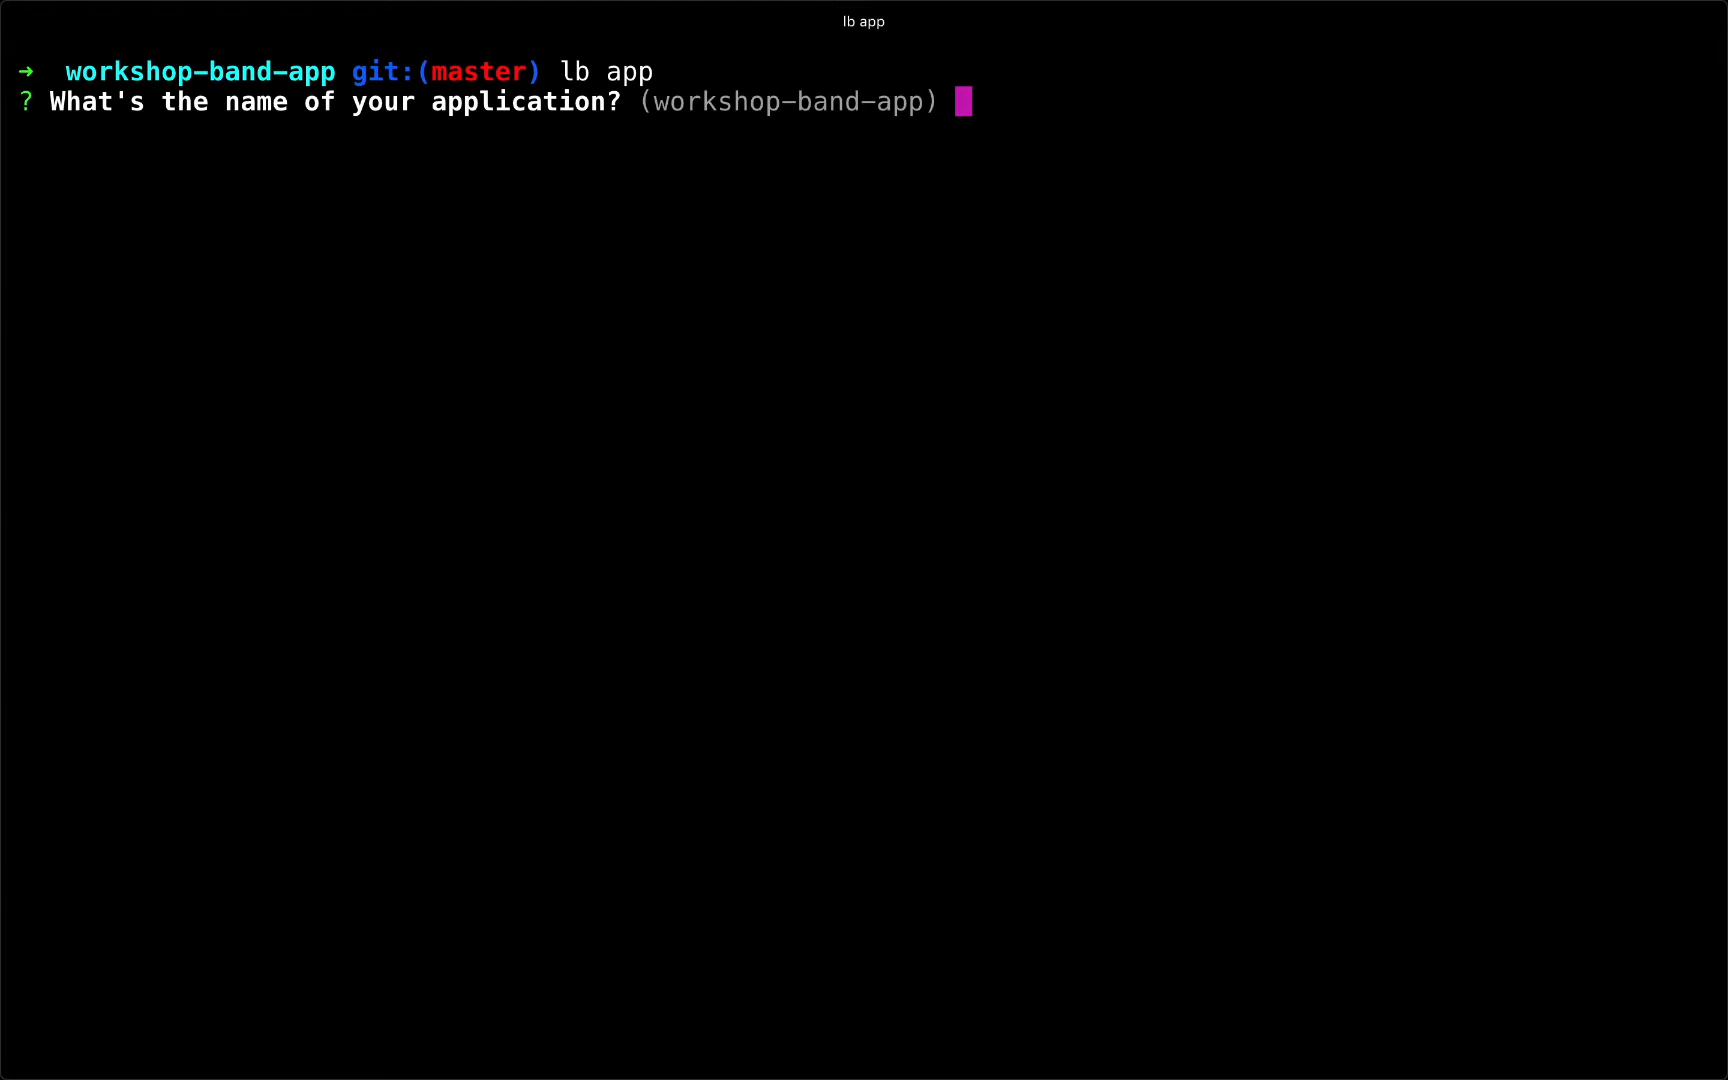 lb app
➜  workshop-band-app git:(master) lb app
? What's the name of your application? (workshop-band-app)